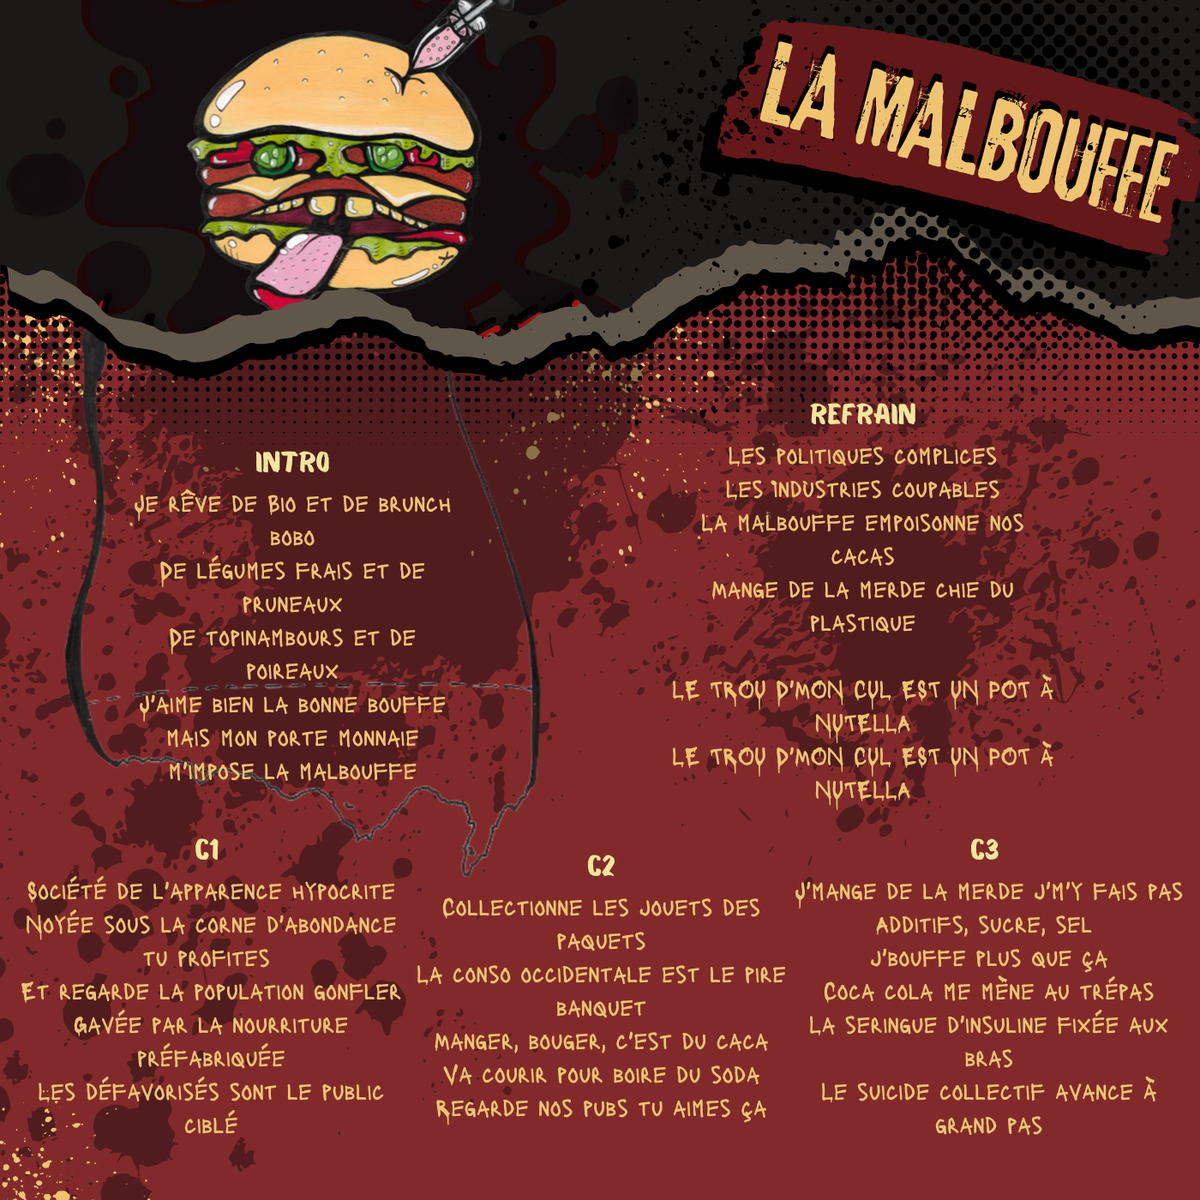 LA MALBOUFFE
INTRO
JE RÊVE DE BIO ET DE BRUNCH
BOBO
DE LÉGUMES FRAIS ET DE
PRUNEAUX
DE TOPINAMBOURS ET DE
POIREAUX
J'AIME BIEN LA BONNE BOUFFE
MAIS MON PORTE MONNAIE
M'IMPOSE LA MALBOUFFE
REFRAIN
LES POLITIQUES COMPLICES
LES INDUSTRIES COUPABLES
LA MALBOUFFE EMPOISONNE NOS
CACAS
MANGE DE LA MERDE CHIE DU
PLASTIQUE
LE TROU D'MON CUL EST UN POT À
NUTELLA
LE TROU D'MON CUL EST UN POT À
NUTELLA
C1
SOCIÉTÉ DE L'APPARENCE HYPOCRITE
NOYÉE SOUS LA CORNE D'ABONDANCE
TU PROFITES
ET REGARDE LA POPULATION GONFLER
GAVÉE PAR LA NOURRITURE
PRÉFABRIQUÉE
LES DÉFAVORISÉS SONT LE PUBLIC
CIBLÉ
C2
COLLECTIONNE LES JOUETS DES
PAQUETS
LA CONSO OCCIDENTALE EST LE PIRE
BANQUET
MANGER, BOUGER, C'EST DU CACA
VA COURIR POUR BOIRE DU SODA
REGARDE NOS PUBS TU AIMES ÇA
C3
J'MANGE DE LA MERDE J'M'Y FAIS PAS
ADDITIFS, SUCRE, SEL
J'BOUFFE PLUS QUE ÇA
COCA COLA ME MÈNE AU TRÉPAS
LA SERINGUE D'INSULINE FIXÉE AUX
BRAS
LE SUICIDE COLLECTIF AVANCE À
GRAND PAS